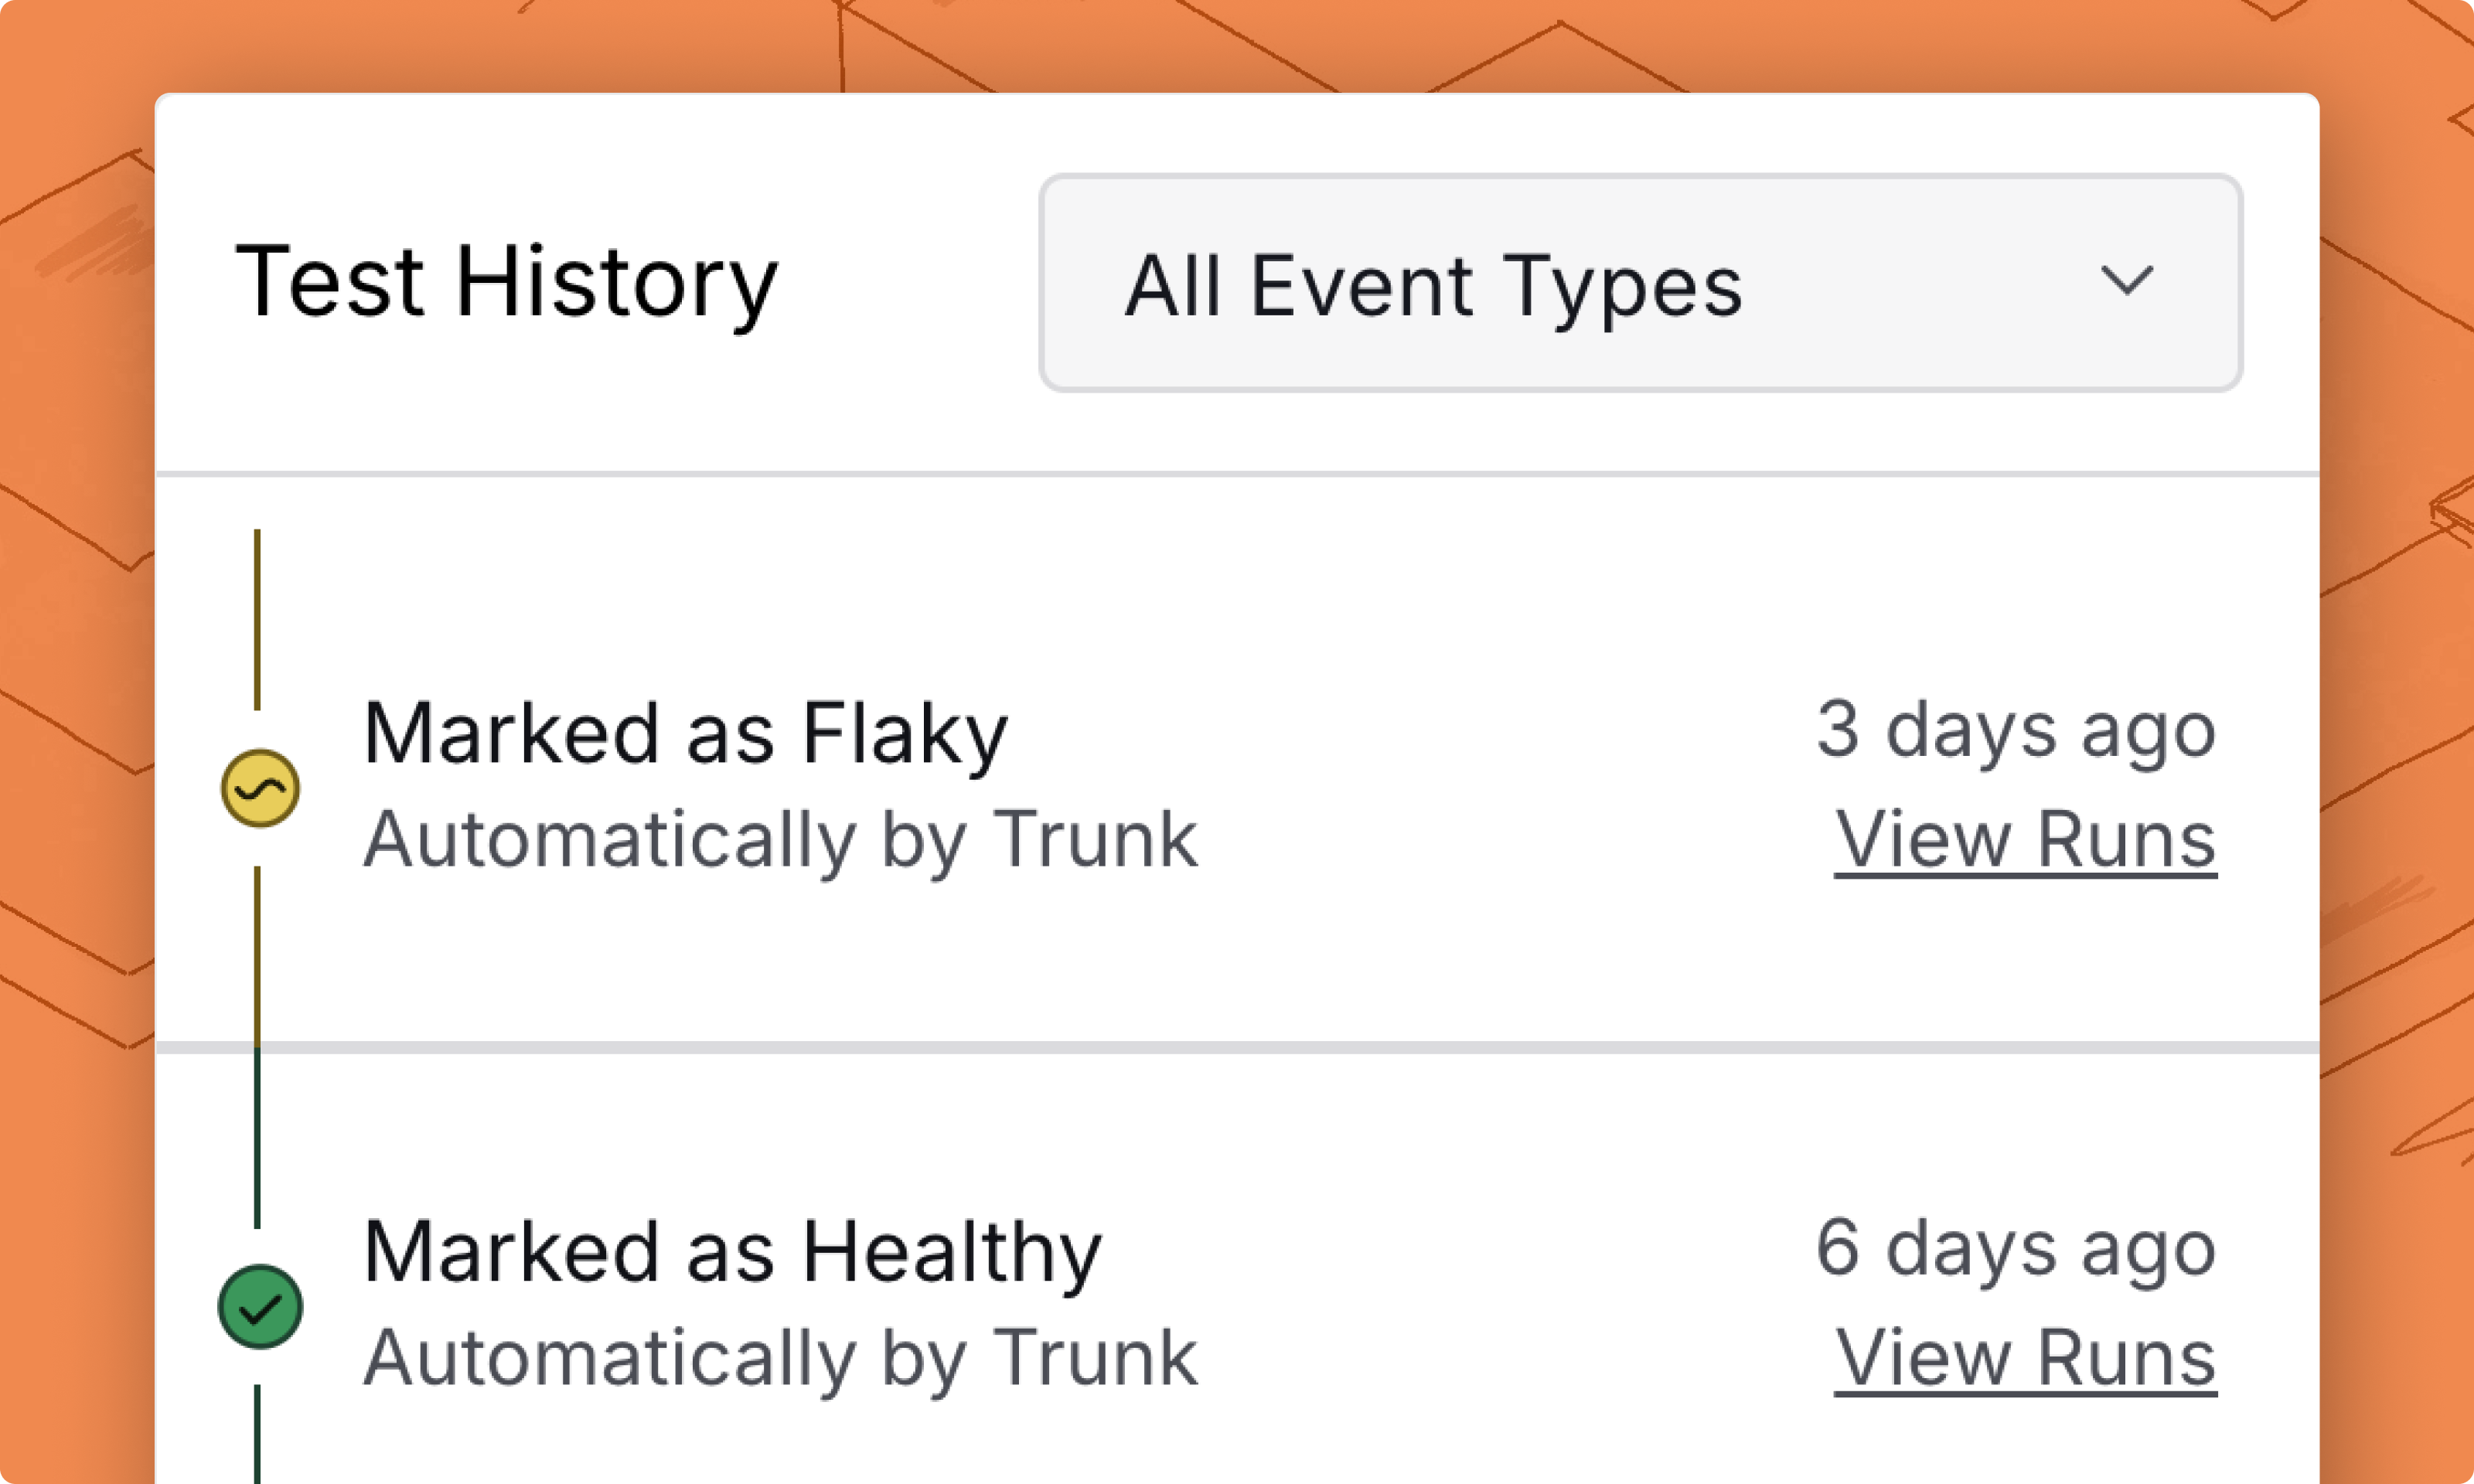 Test History
All Event Types
Marked as Flaky
3 days ago
Automatically by Trunk
View Runs
Marked as Healthy
6 days ago
Automatically by Trunk
View Runs